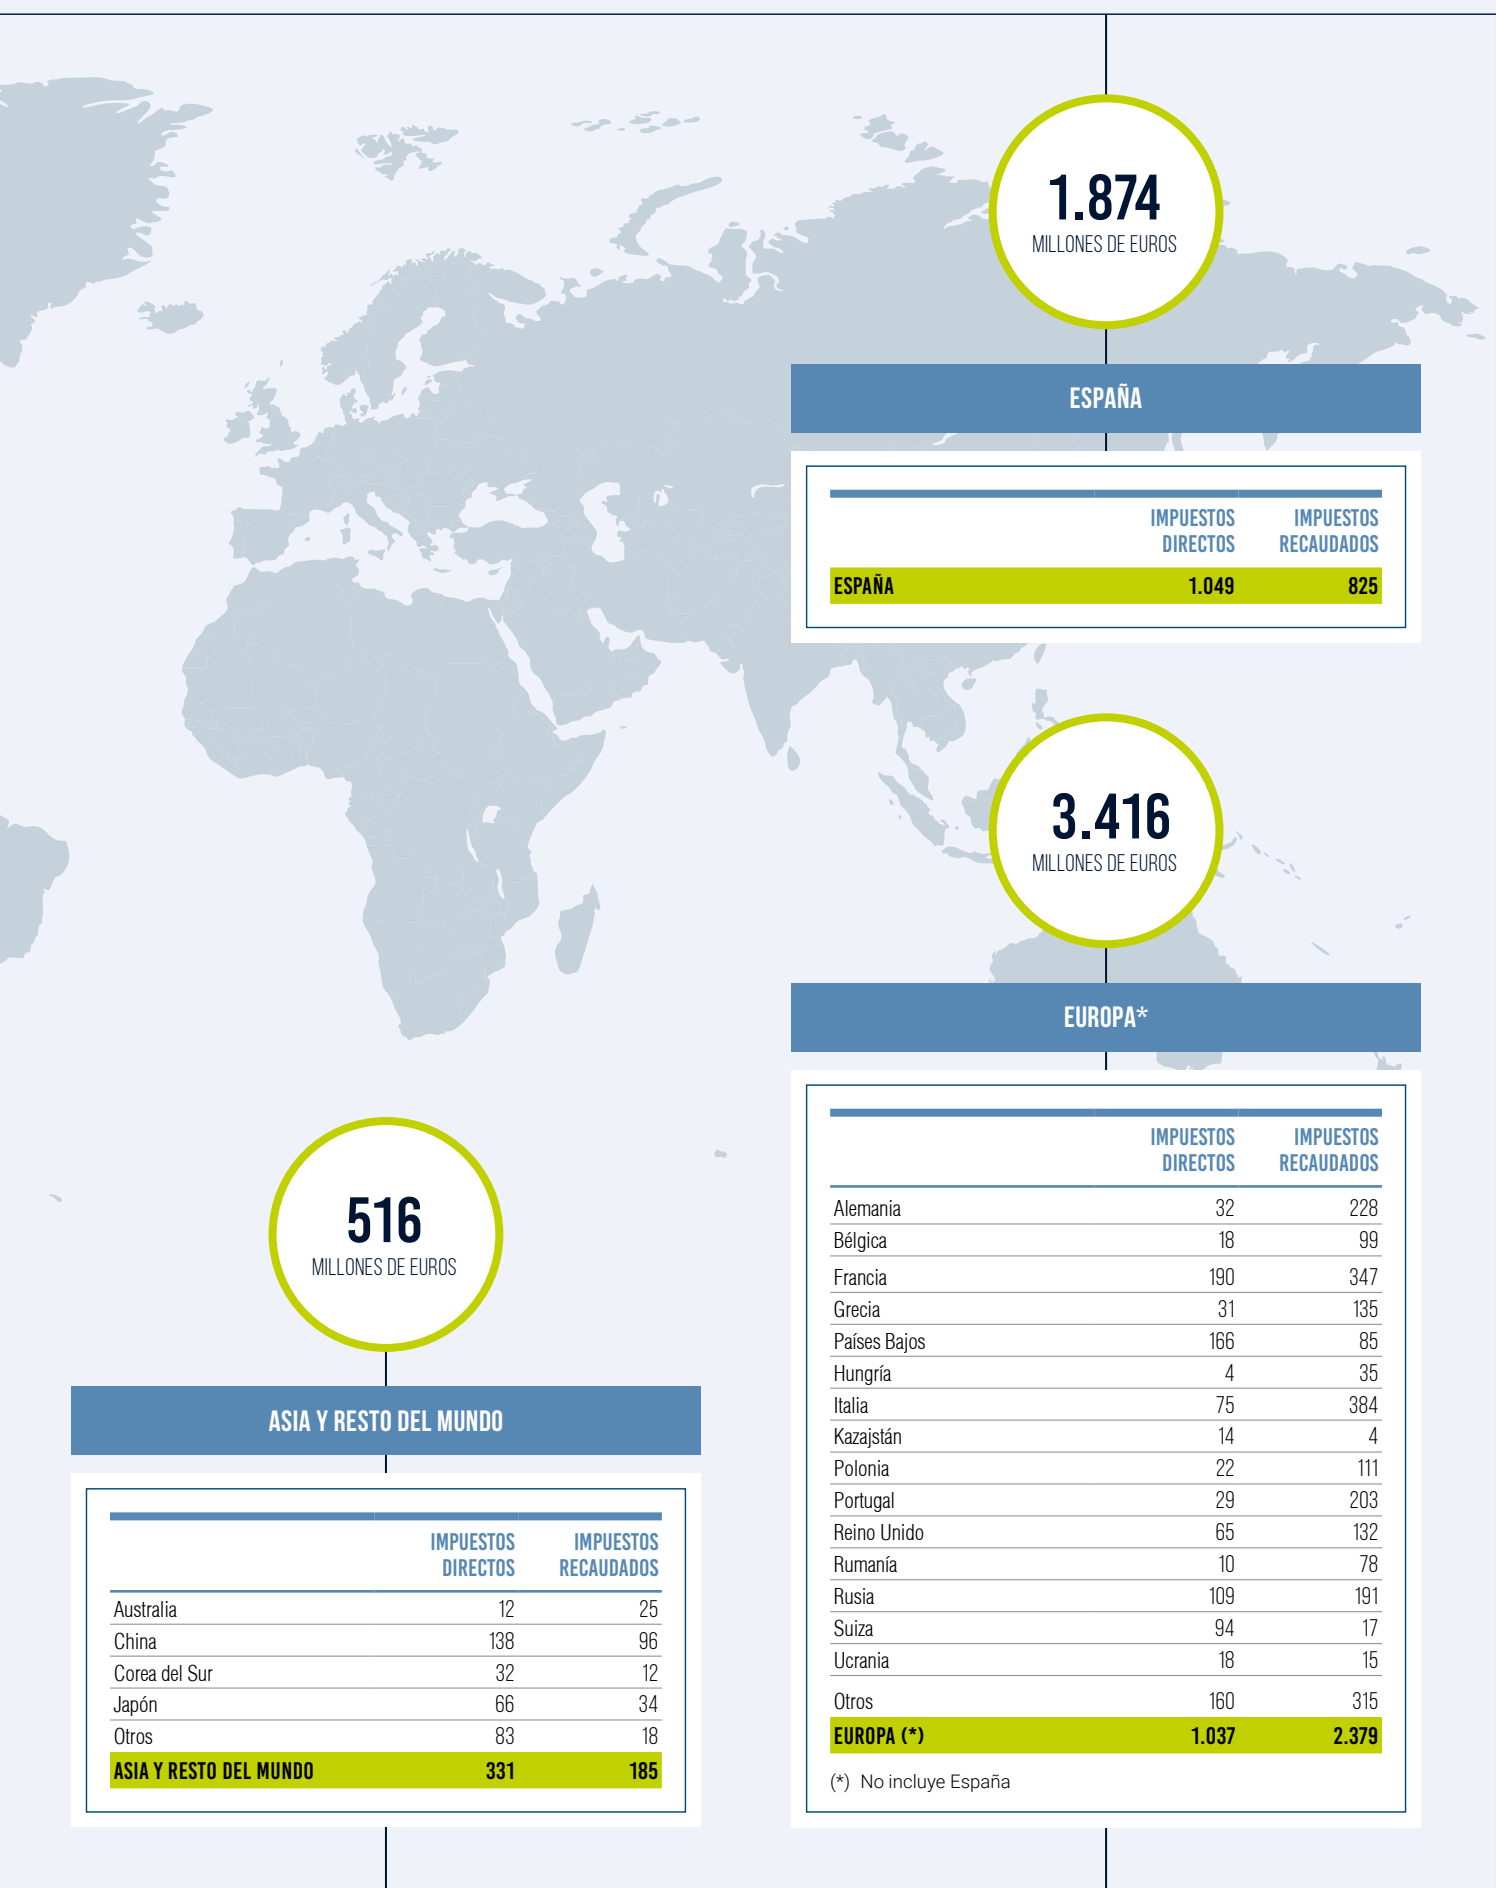 1.874
MILLONES DE EUROS
ESPAÑA
IMPUESTOS DIRECTOS IMPUESTOS RECAUDADOS
ESPAÑA 1.049 825
3.416
MILLONES DE EUROS
EUROPA*
IMPUESTOS DIRECTOS IMPUESTOS RECAUDADOS
Alemania 32 228
Bélgica 18 99
Francia 190 347
Grecia 31 135
Países Bajos 166 85
Hungría 4 35
Italia 75 384
Kazajstán 14 4
Polonia 22 111
Portugal 29 203
Reino Unido 65 132
Rumanía 10 78
Rusia 109 191
Suiza 94 17
Ucrania 18 15
Otros 160 315
EUROPA (*) 1.037 2.379
(*) No incluye España
516
MILLONES DE EUROS
ASIA Y RESTO DEL MUNDO
IMPUESTOS DIRECTOS IMPUESTOS RECAUDADOS
Australia 12 25
China 138 96
Corea del Sur 32 12
Japón 66 34
Otros 83 18
ASIA Y RESTO DEL MUNDO 331 185